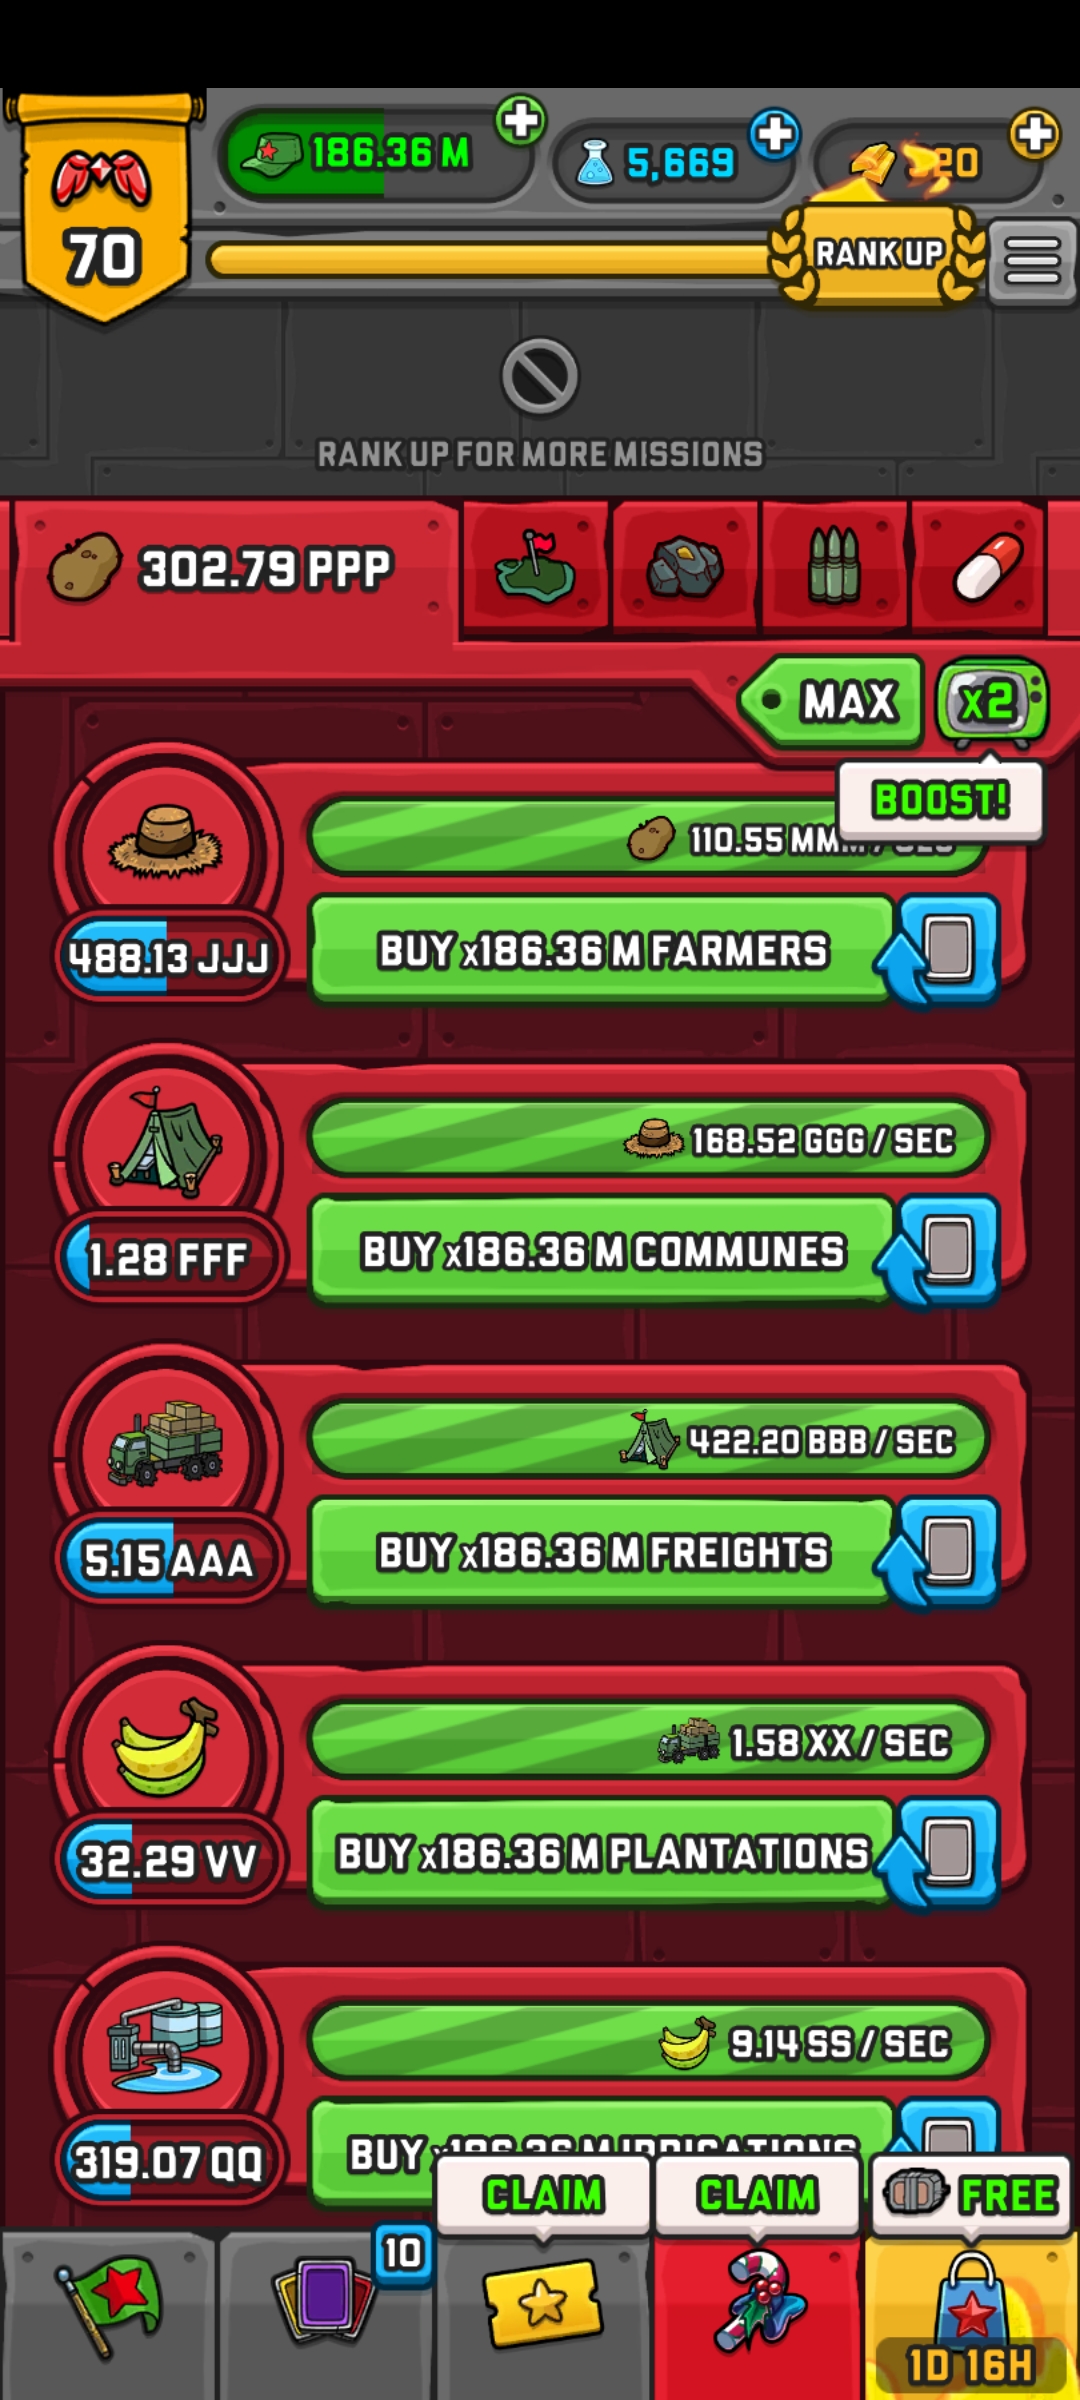 186.36 M
5,669
70
RANK UP
RANK UP FOR MORE MISSIONS
302.79 PPP
MAX
x2
BOOST!
110.55
488.13 JJJ
BUY x186.36 M FARMERS
168.52 GGG / SEC
1.28 FFF
BUY x186.36 M COMMUNES
422.20 BBB / SEC
5.15 AAA
BUY x186.36 M FREIGHTS
1.58 XX / SEC
32.29 VV
BUY x186.36 M PLANTATIONS
9.14 SS / SEC
319.07 QQ
BUY x186.36 M IRRIGATIONS
CLAIM
CLAIM
FREE
10
1D 16H